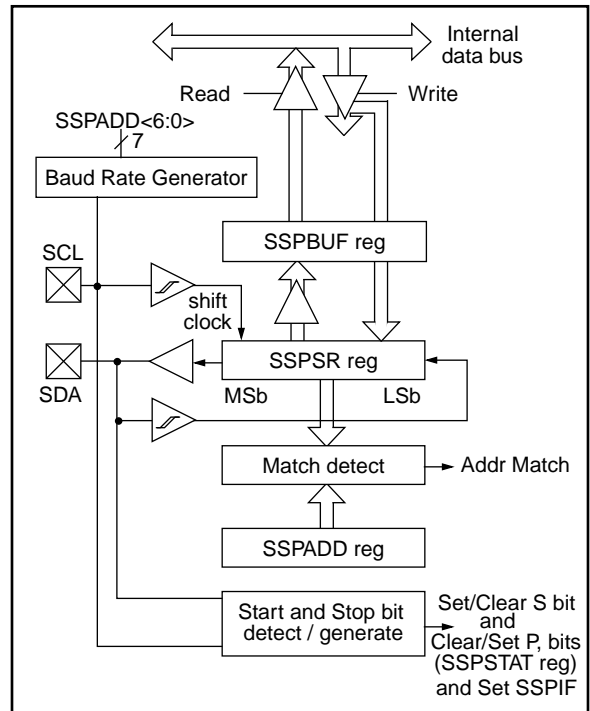 Internal
data bus
Read
Write
SSPADD<6:0>
7
Baud Rate Generator
SSPBUF reg
SCL
shift
clock
SSPSR reg
SDA
MSb
LSb
Match detect
Addr Match
SSPADD reg
Start and Stop bit
detect / generate
Set/Clear S bit
and
Clear/Set P, bits
(SSPSTAT reg)
and Set SSPIF